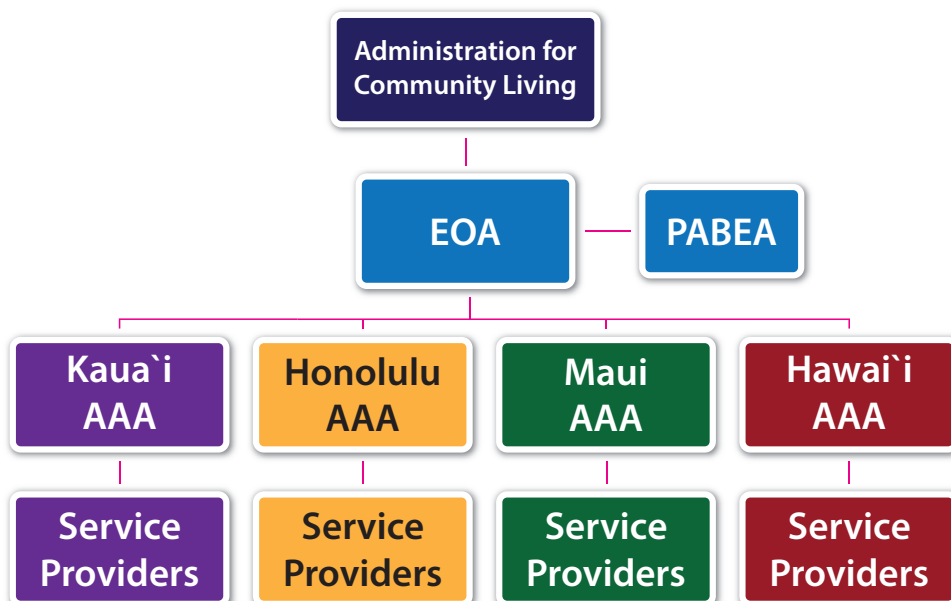 Administration for
Community Living
EOA
PABEA
Kaua`i
AAA
Honolulu
AAA
Maui
AAA
Hawai`i
AAA
Service
Providers
Service
Providers
Service
Providers
Service
Providers